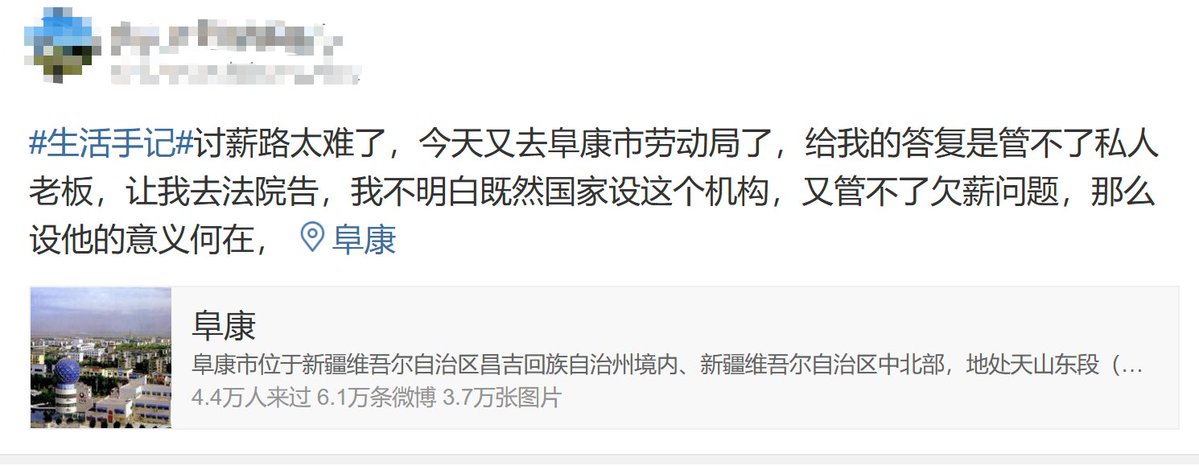 #生活手记#讨薪路太难了，今天又去阜康市劳动局了，给我的答复是管不了私人
老板，让我去法院告，我不明白既然国家设这个机构，又管不了欠薪问题，那么
设他的意义何在， 阜康
阜康
阜康市位于新疆维吾尔自治区昌吉回族自治州境内、新疆维吾尔自治区中北部，地处天山东段（…
4.4万人来过 6.1万条微博 3.7万张图片